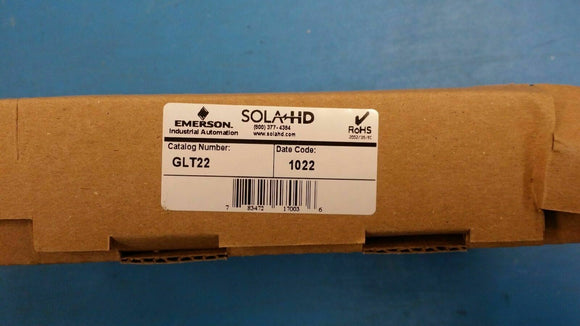 EMERSON.
Industrial Automation
SOLA HD
(800) 377-4384
www.solahd.com
RoHS
2002/95/EC
Catalog Number:
GLT22
Date Code:
1022
7 83472 17003 6